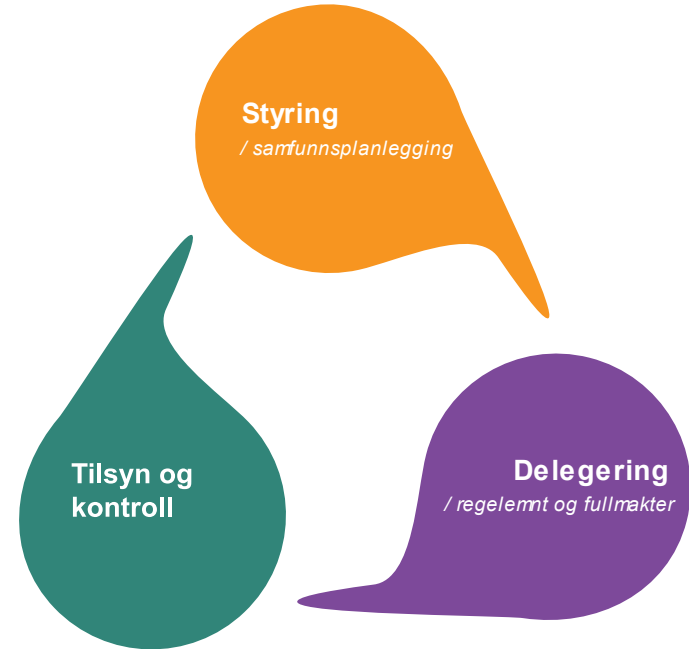 Styring
/ samfunnsplanlegging
Delegering
/ regelemnt og fullmakter
Tilsyn og
kontroll